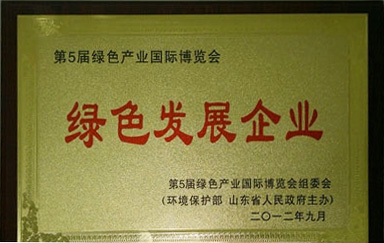 第5届绿色产业国际博览会
绿色发展企业
第5届绿色产业国际博览会组委会
(环境保护部 山东省人民政府主办)
二〇一二年九月